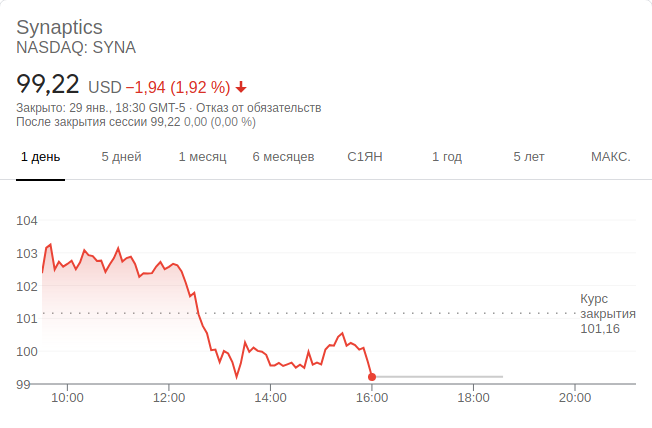 Synaptics
NASDAQ: SYNA
99,22 USD −1,94 (1,92 %)
Закрыто: 29 янв., 18:30 GMT-5 · Отказ от обязательств
После закрытия сессии 99,22 0,00 (0,00 %)
1 день 5 дней 1 месяц 6 месяцев С1ЯН 1 год 5 лет МАКС.
104
103
102
Курс
101 закрытия
101,16
100
99
10:00 12:00 14:00 16:00 18:00 20:00